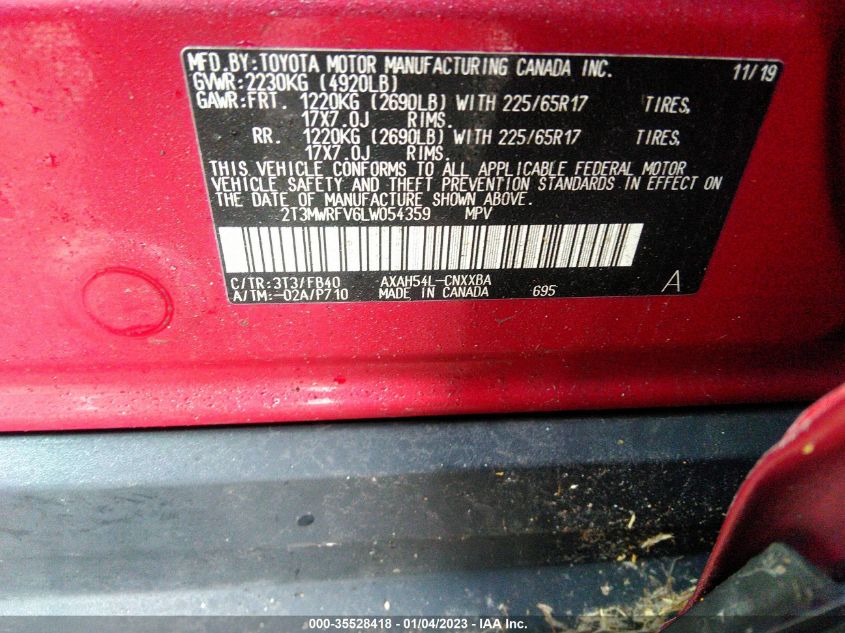 MFD.BY:TOYOTA MOTOR MANUFACTURING CANADA INC. 11/19
GVWR:2230KG (4920LB)
GAWR:FRT. 1220KG (2690LB) WITH 225/65R17 TIRES,
17X7.0J RIMS.
RR. 1220KG (2690LB) WITH 225/65R17 TIRES,
17X7.0J RIMS.
THIS VEHICLE CONFORMS TO ALL APPLICABLE FEDERAL MOTOR
VEHICLE SAFETY AND THEFT PREVENTION STANDARDS IN EFFECT ON
THE DATE OF MANUFACTURE SHOWN ABOVE.
2T3MWRFV6LW054359 MPV
C/TR:3T3/FB40 AXAH54L-CNXXBA
A/TM:-02A/P710 MADE IN CANADA 695 A
000-35528418 - 01/04/2023 - IAA Inc.